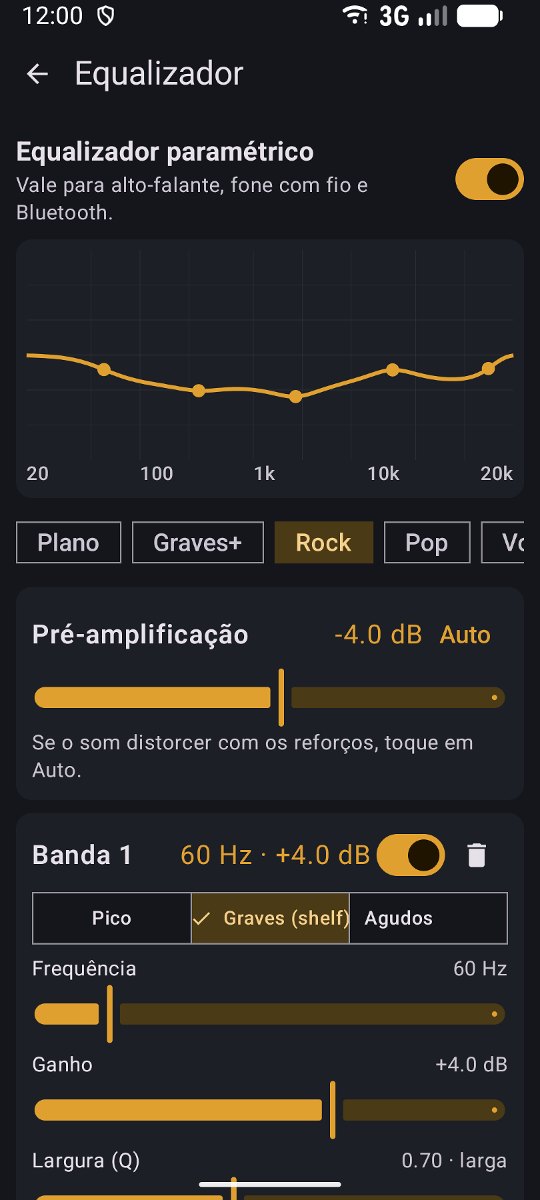 12:00 3G
Equalizador
Equalizador paramétrico
Vale para alto-falante, fone com fio e
Bluetooth.
20 100 1k 10k 20k
Plano Graves+ Rock Pop
Pré-amplificação -4.0 dB Auto
Se o som distorcer com os reforços, toque em
Auto.
Banda 1 60 Hz · +4.0 dB
Pico Graves (shelf) Agudos
Frequência 60 Hz
Ganho +4.0 dB
Largura (Q) 0.70 · larga